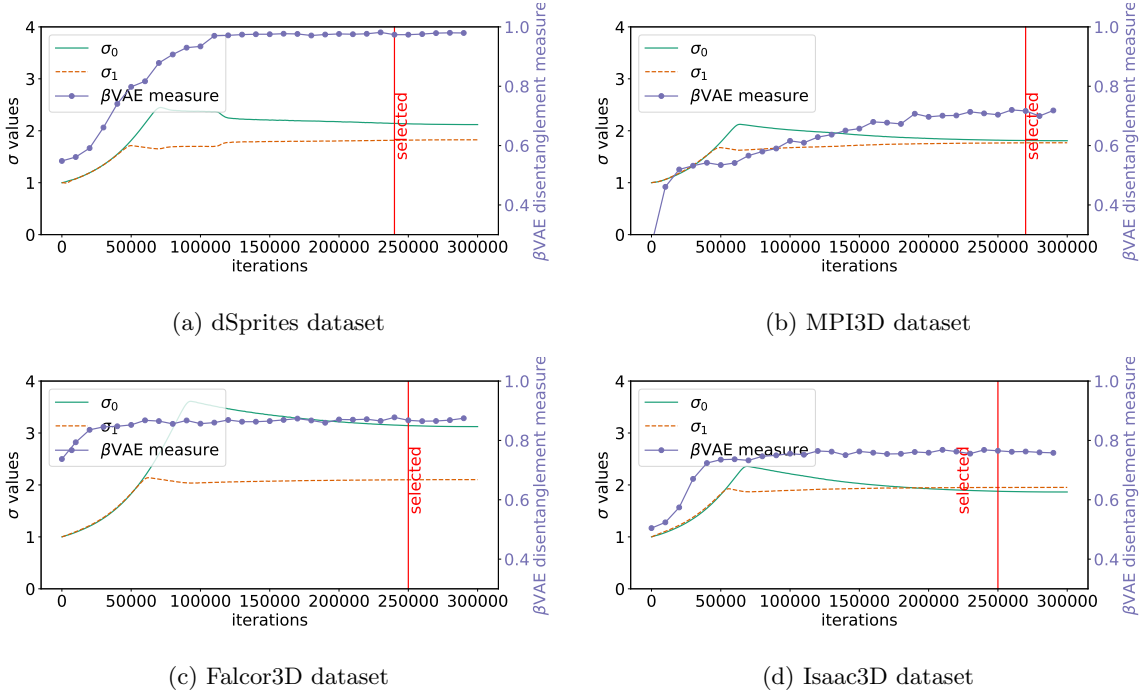 4
3
2
1
0
σ values
σ₀
σ₁
βVAE measure
selected
1.0
0.8
0.6
0.4
βVAE disentanglement measure
0 50000 100000 150000 200000 250000 300000
iterations
(a) dSprites dataset
4
3
2
1
0
σ values
σ₀
σ₁
βVAE measure
selected
1.0
0.8
0.6
0.4
βVAE disentanglement measure
0 50000 100000 150000 200000 250000 300000
iterations
(b) MPI3D dataset
4
3
2
1
0
σ values
σ₀
σ₁
βVAE measure
selected
1.0
0.8
0.6
0.4
βVAE disentanglement measure
0 50000 100000 150000 200000 250000 300000
iterations
(c) Falcor3D dataset
4
3
2
1
0
σ values
σ₀
σ₁
βVAE measure
selected
1.0
0.8
0.6
0.4
βVAE disentanglement measure
0 50000 100000 150000 200000 250000 300000
iterations
(d) Isaac3D dataset